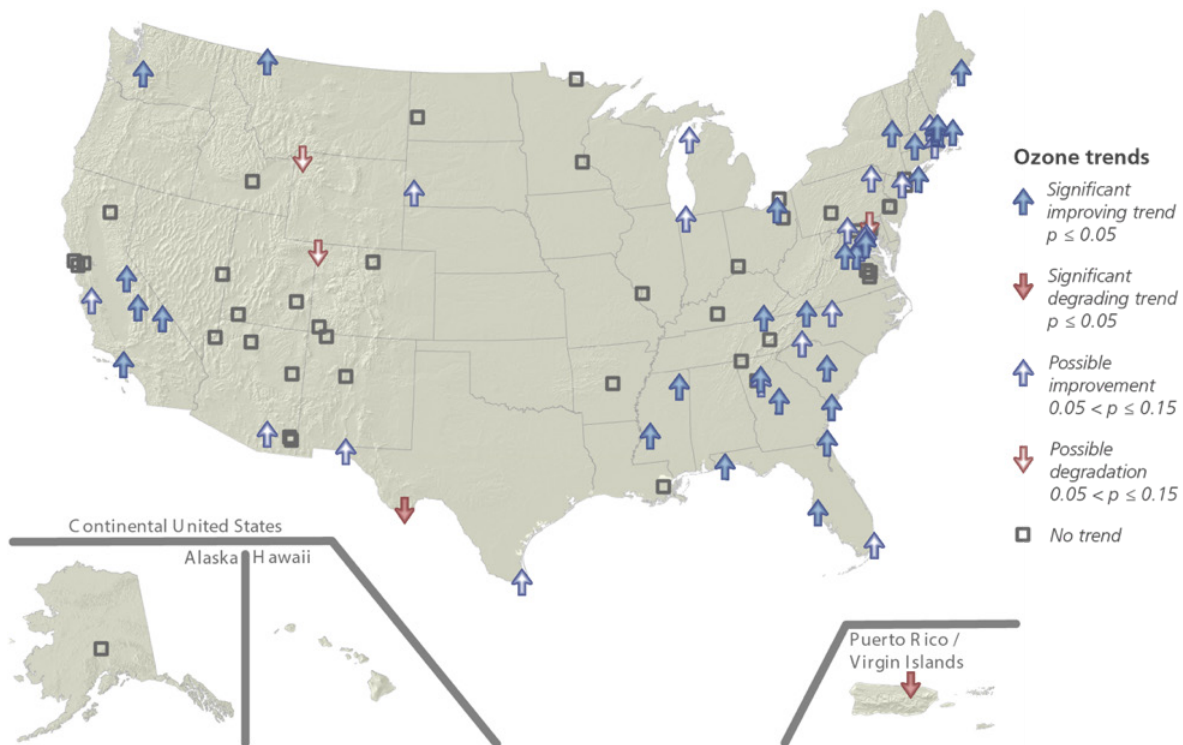 Ozone trends
Significant
improving trend
p ≤ 0.05
Significant
degrading trend
p ≤ 0.05
Possible
improvement
0.05 < p ≤ 0.15
Possible
degradation
0.05 < p ≤ 0.15
No trend
Continental United States
Alaska Hawaii
Puerto Rico /
Virgin Islands